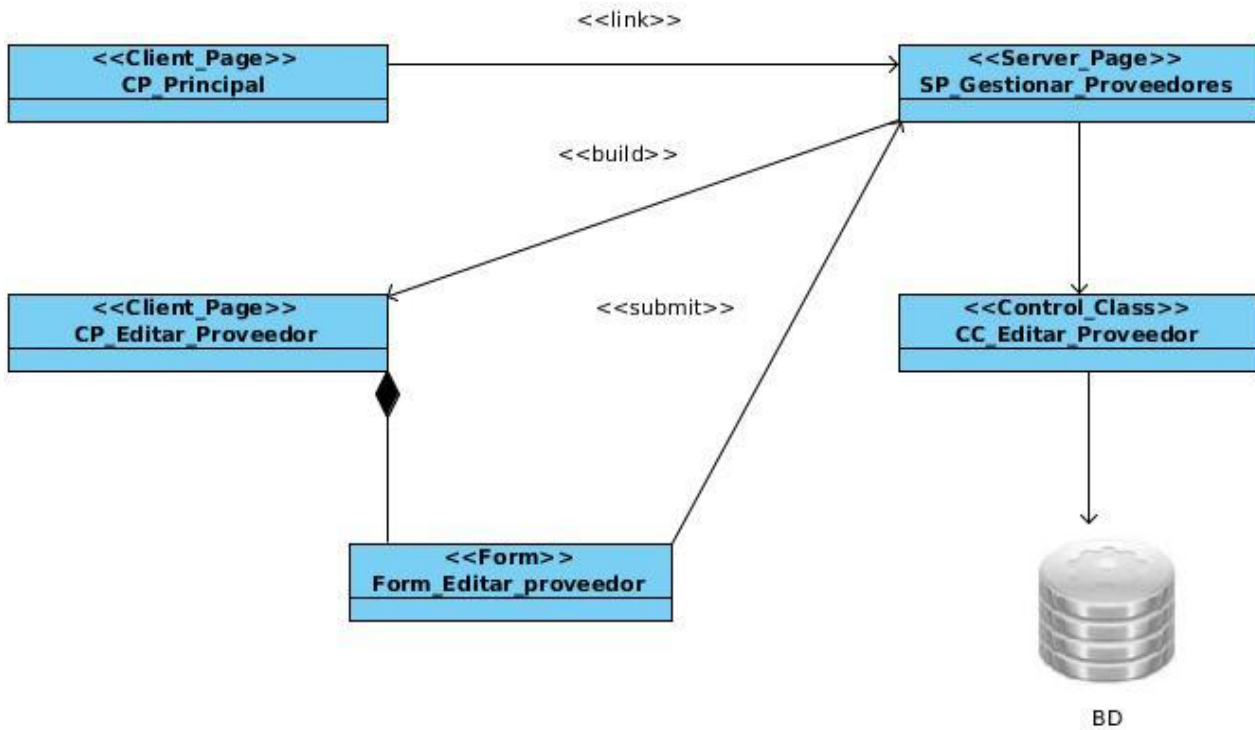 <<link>>
<<Client_Page>>
CP_Principal
<<Server_Page>>
SP_Gestionar_Proveedores
<<build>>
<<submit>>
<<Client_Page>>
CP_Editar_Proveedor
<<Control_Class>>
CC_Editar_Proveedor
<<Form>>
Form_Editar_proveedor
BD